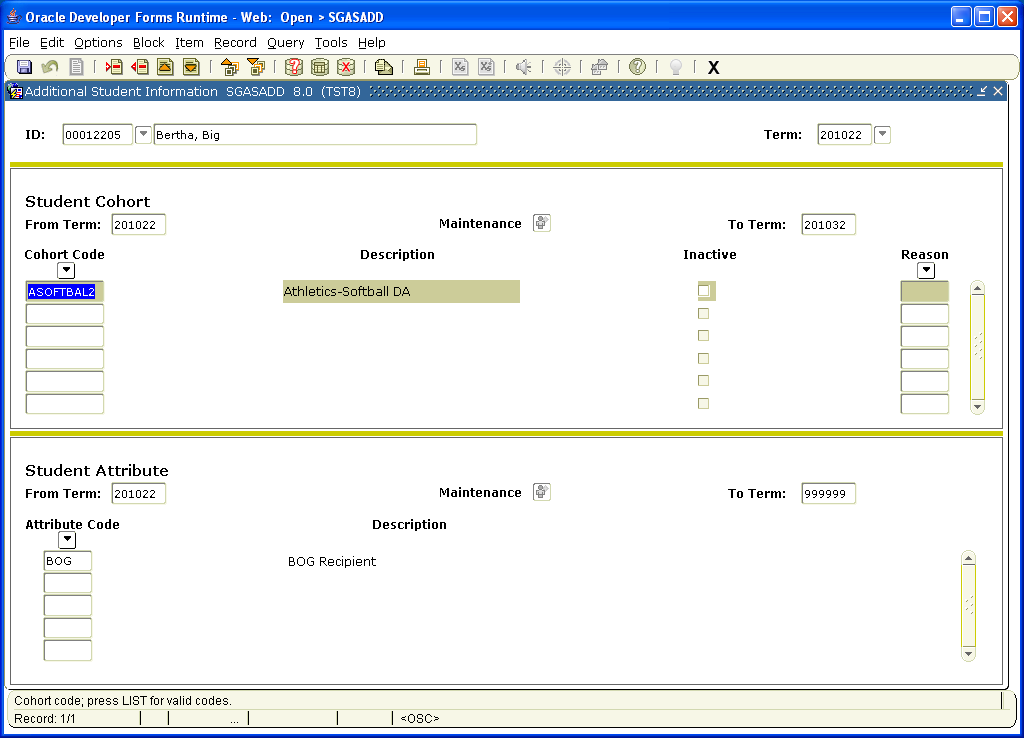 Oracle Developer Forms Runtime - Web: Open > SGASADD
File Edit Options Block Item Record Query Tools Help
X
Additional Student Information SGASADD 8.0 (TST8)
ID: 00012205 Bertha, Big Term: 201022
Student Cohort
From Term: 201022 Maintenance To Term: 201032
Cohort Code Description Inactive Reason
ASOFTBAL2 Athletics-Softball DA
Student Attribute
From Term: 201022 Maintenance To Term: 999999
Attribute Code Description
BOG BOG Recipient
Cohort code; press LIST for valid codes.
Record: 1/1 ... <OSC>